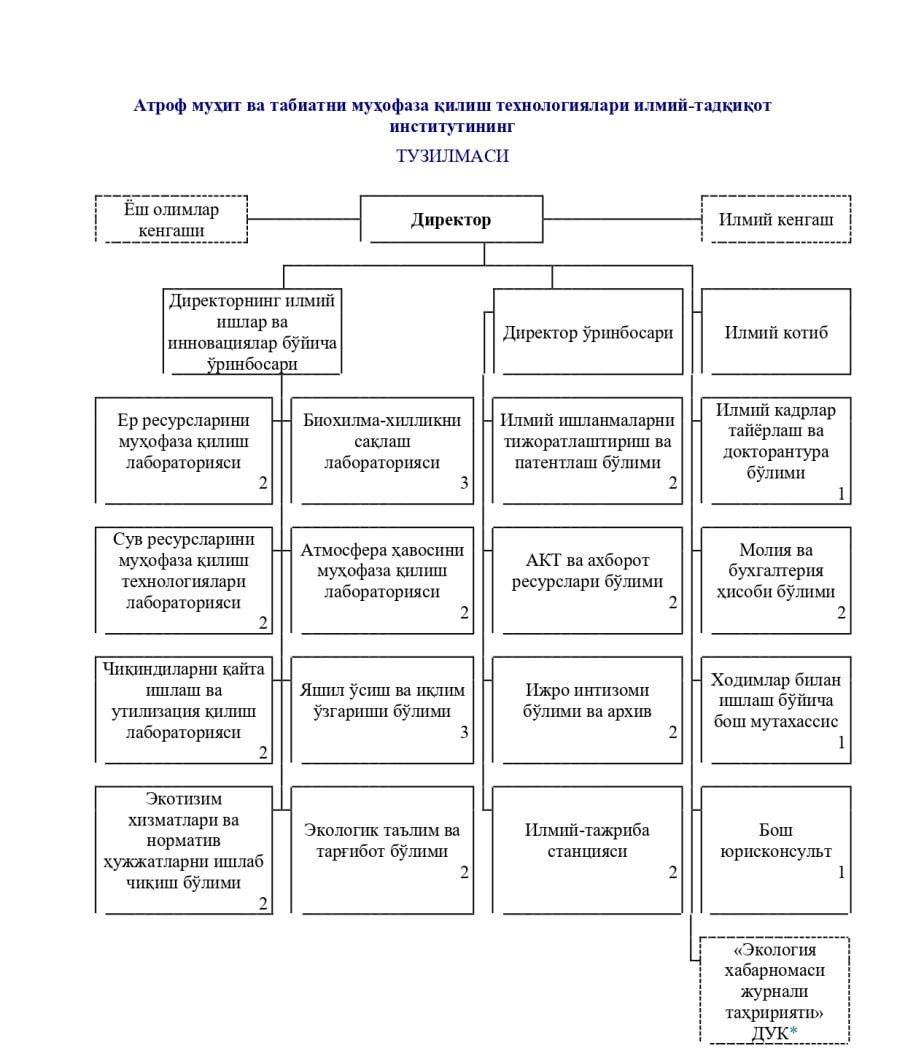 Атроф муҳит ва табиатни муҳофаза қилиш технологиялари илмий-тадқиқот
институтининг
ТУЗИЛМАСИ
Ёш олимлар
кенгаши
Директор
Илмий кенгаш
Директорнинг илмий
ишлар ва
инновациялар бўйича
ўринбосари
Директор ўринбосари
Илмий котиб
Ер ресурсларини
муҳофаза қилиш
лабораторияси
2
Биохилма-хилликни
сақлаш
лабораторияси
3
Илмий ишланмаларни
тижоратлаштириш ва
патентлаш бўлими
2
Илмий кадрлар
тайёрлаш ва
докторантура
бўлими
1
Сув ресурсларини
муҳофаза қилиш
технологиялари
лабораторияси
2
Атмосфера ҳавосини
муҳофаза қилиш
лабораторияси
2
АКТ ва ахборот
ресурслари бўлими
2
Молия ва
бухгалтерия
ҳисоби бўлими
2
Чиқиндиларни қайта
ишлаш ва
утилизация қилиш
лабораторияси
2
Яшил ўсиш ва иқлим
ўзгариши бўлими
3
Ижро интизоми
бўлими ва архив
2
Ходимлар билан
ишлаш бўйича
бош мутахассис
1
Экотизим
хизматлари ва
норматив
ҳужжатларни ишлаб
чиқиш бўлими
2
Экологик таълим ва
тарғибот бўлими
2
Илмий-тажриба
станцияси
2
Бош
юрисконсульт
1
«Экология
хабарномаси
журнали
таҳририяти»
ДУК*